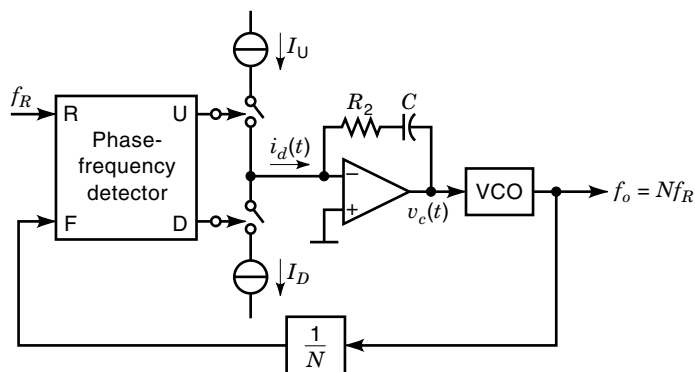 I_U
f_R
R U
Phase-
frequency
detector
F D
i_d(t)
R_2 C
−
+
v_c(t)
VCO
f_o = Nf_R
I_D
1
N